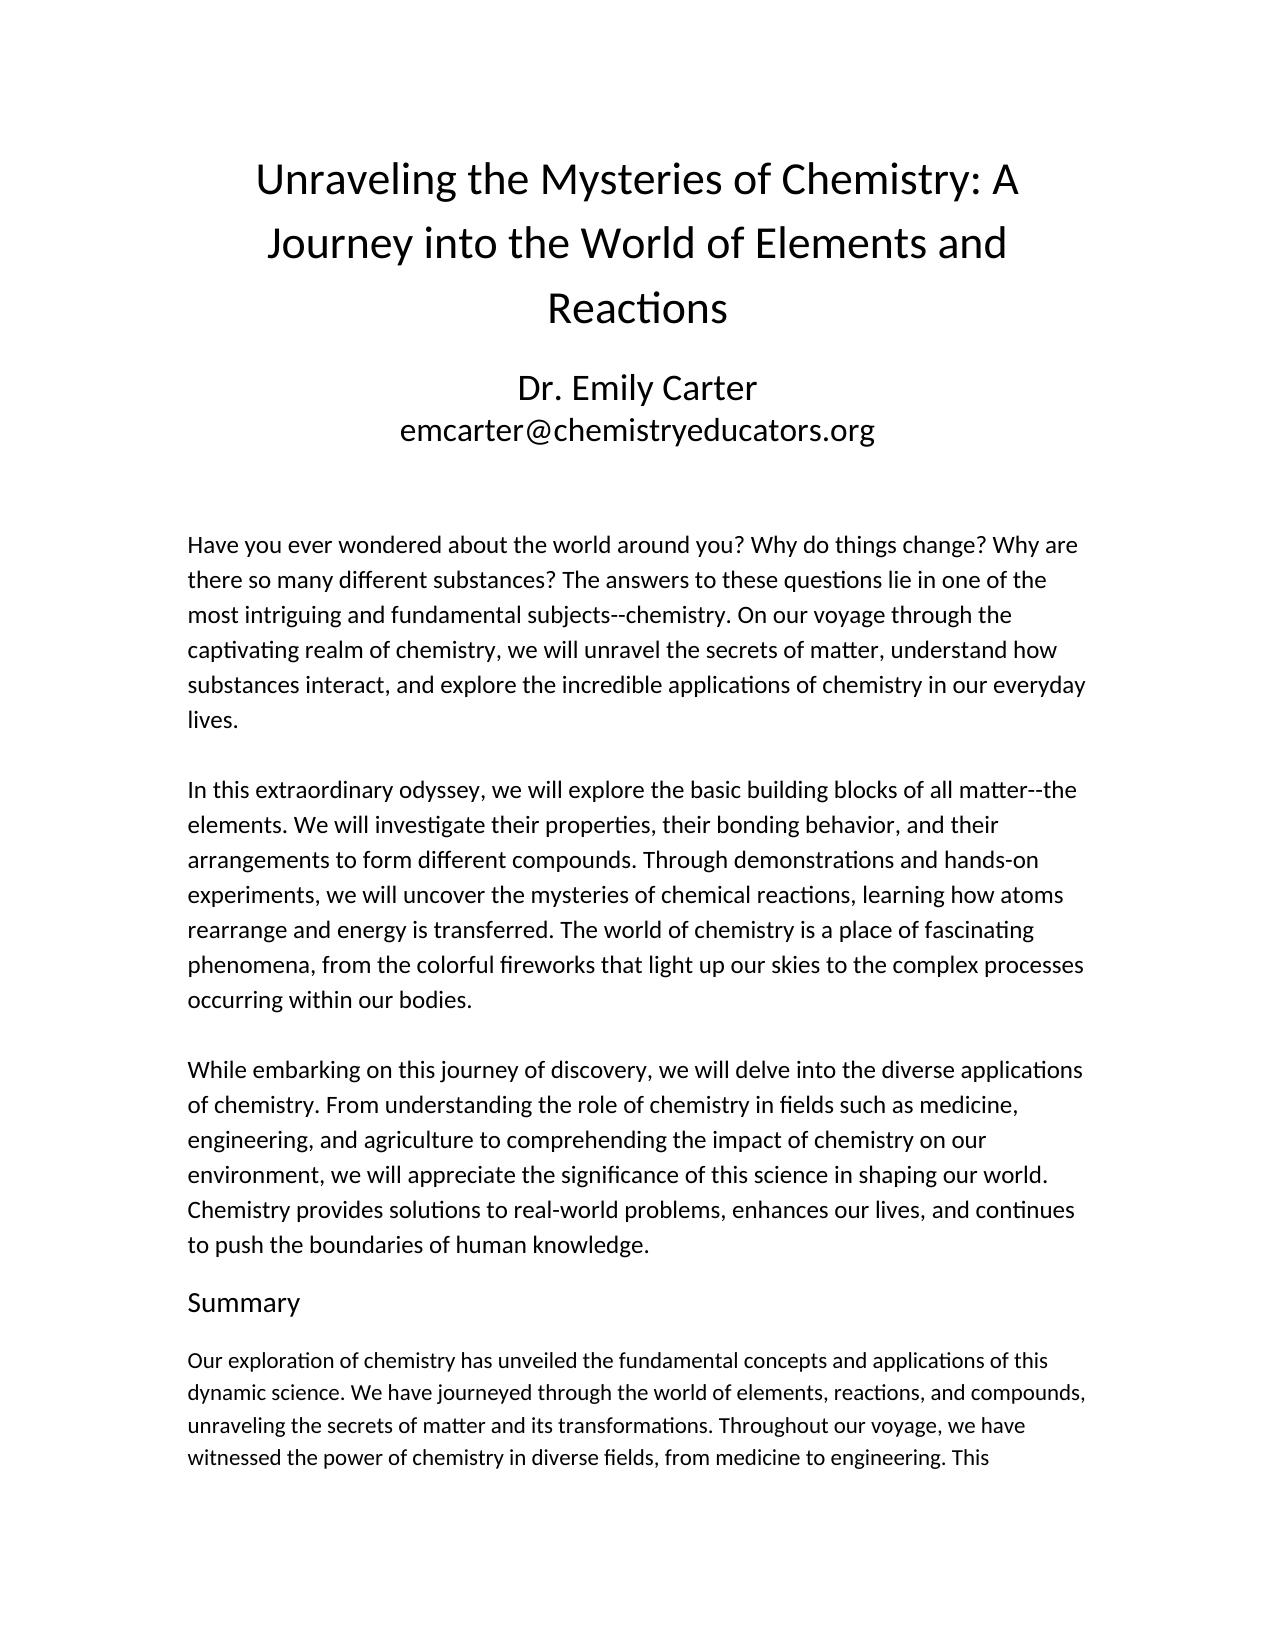 Unraveling the Mysteries of Chemistry: A
Journey into the World of Elements and
Reactions
Dr. Emily Carter
emcarter@chemistryeducators.org
Have you ever wondered about the world around you? Why do things change? Why are
there so many different substances? The answers to these questions lie in one of the
most intriguing and fundamental subjects--chemistry. On our voyage through the
captivating realm of chemistry, we will unravel the secrets of matter, understand how
substances interact, and explore the incredible applications of chemistry in our everyday
lives.
In this extraordinary odyssey, we will explore the basic building blocks of all matter--the
elements. We will investigate their properties, their bonding behavior, and their
arrangements to form different compounds. Through demonstrations and hands-on
experiments, we will uncover the mysteries of chemical reactions, learning how atoms
rearrange and energy is transferred. The world of chemistry is a place of fascinating
phenomena, from the colorful fireworks that light up our skies to the complex processes
occurring within our bodies.
While embarking on this journey of discovery, we will delve into the diverse applications
of chemistry. From understanding the role of chemistry in fields such as medicine,
engineering, and agriculture to comprehending the impact of chemistry on our
environment, we will appreciate the significance of this science in shaping our world.
Chemistry provides solutions to real-world problems, enhances our lives, and continues
to push the boundaries of human knowledge.
Summary
Our exploration of chemistry has unveiled the fundamental concepts and applications of this
dynamic science. We have journeyed through the world of elements, reactions, and compounds,
unraveling the secrets of matter and its transformations. Throughout our voyage, we have
witnessed the power of chemistry in diverse fields, from medicine to engineering. This